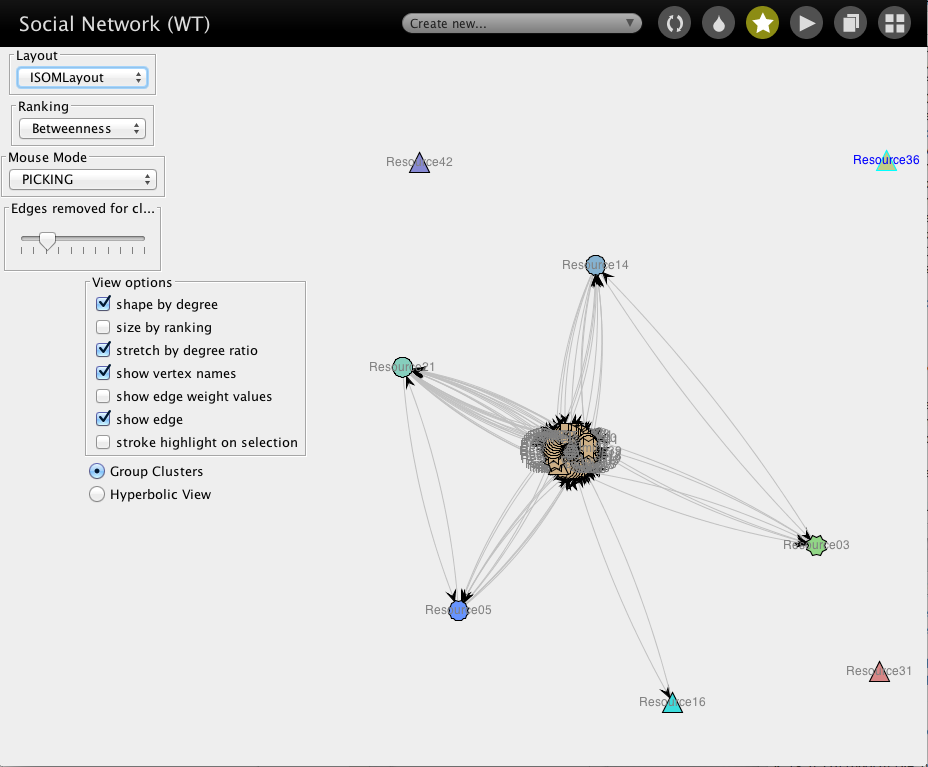 Social Network (WT)
Create new...
Layout
ISOMLayout
Ranking
Betweenness
Mouse Mode
PICKING
Edges removed for cl...
View options
shape by degree
size by ranking
stretch by degree ratio
show vertex names
show edge weight values
show edge
stroke highlight on selection
Group Clusters
Hyperbolic View
Resource42
Resource36
Resource14
Resource21
Resource03
Resource05
Resource31
Resource16